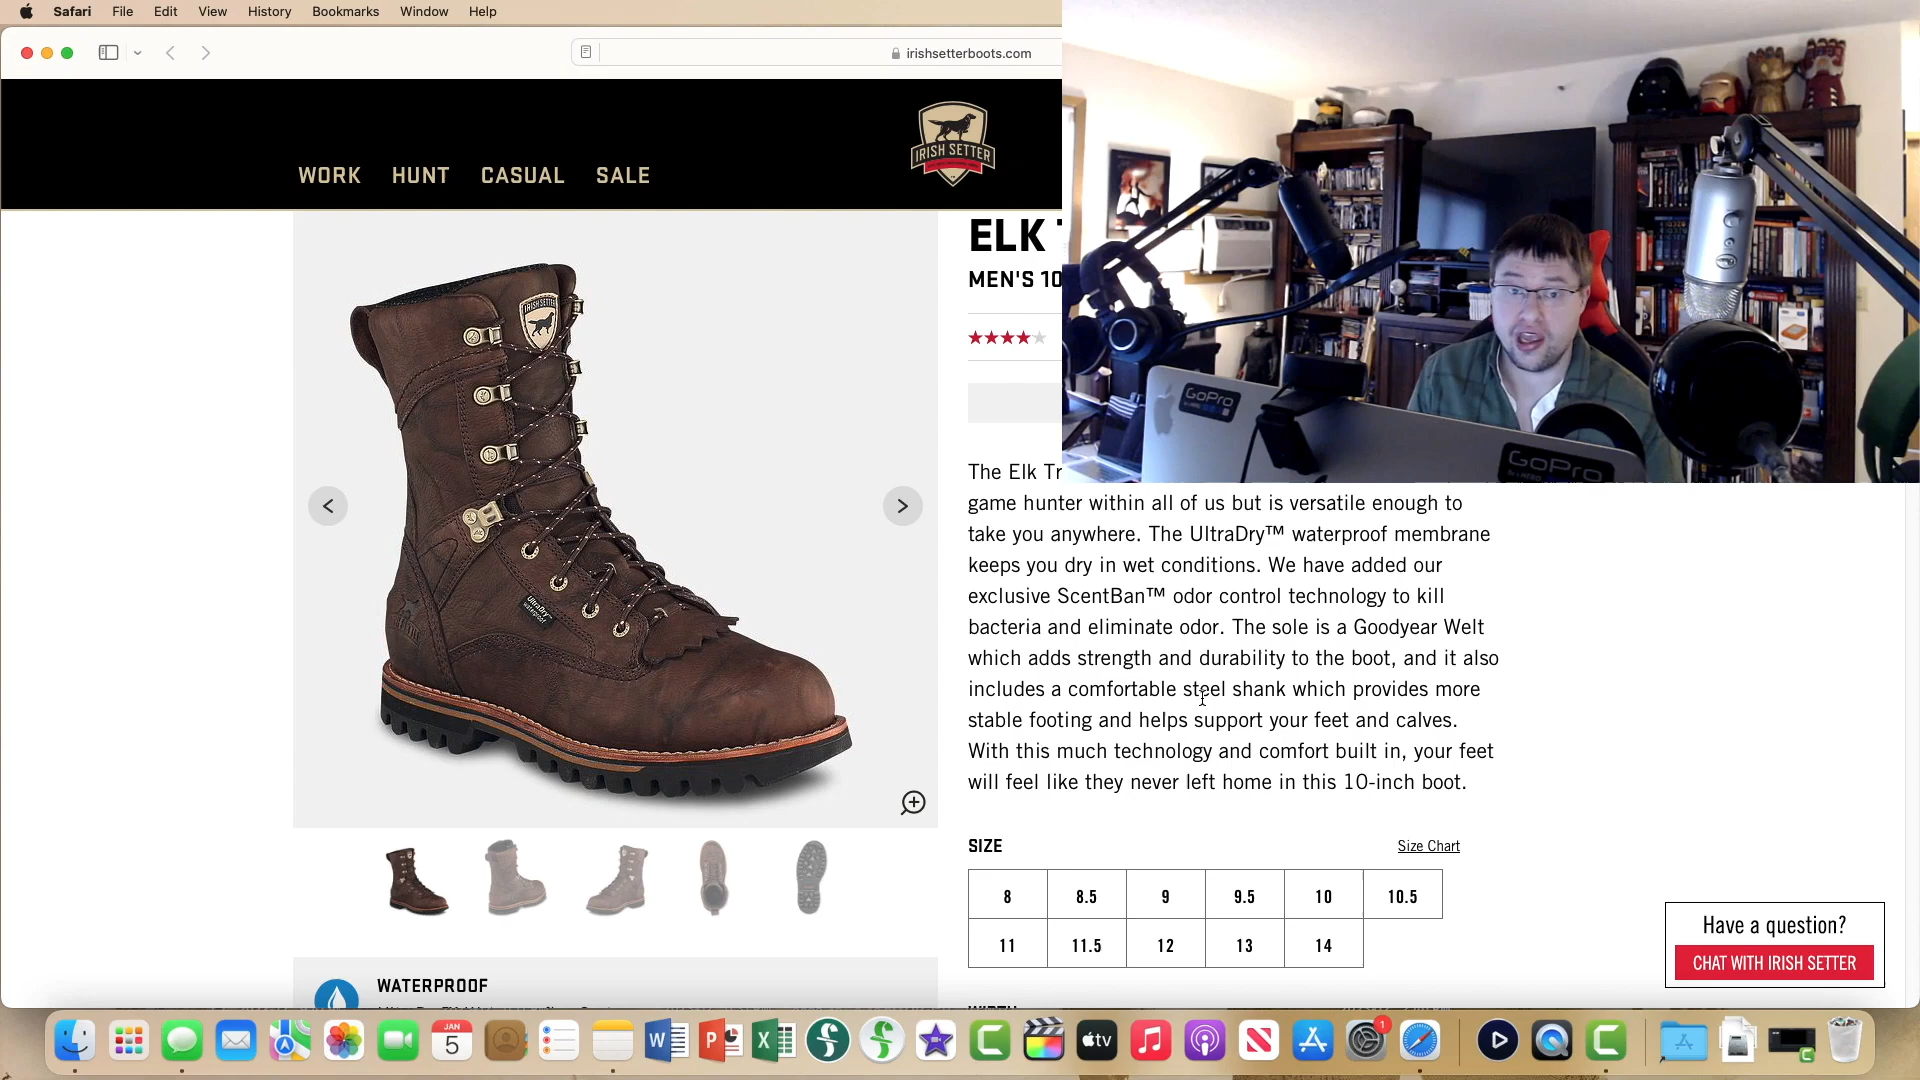 Safari File Edit View History Bookmarks Window Help
irishsetterboots.com
WORK HUNT CASUAL SALE
IRISH SETTER
ELK
MEN'S 10
IRISH SETTER
UltraDry™
waterproof
GoPro
GoPro
The Elk Tr
game hunter within all of us but is versatile enough to
take you anywhere. The UltraDry™ waterproof membrane
keeps you dry in wet conditions. We have added our
exclusive ScentBan™ odor control technology to kill
bacteria and eliminate odor. The sole is a Goodyear Welt
which adds strength and durability to the boot, and it also
includes a comfortable steel shank which provides more
stable footing and helps support your feet and calves.
With this much technology and comfort built in, your feet
will feel like they never left home in this 10-inch boot.
SIZE
Size Chart
8 8.5 9 9.5 10 10.5
11 11.5 12 13 14
Have a question?
CHAT WITH IRISH SETTER
WATERPROOF
JAN
5
tv
1